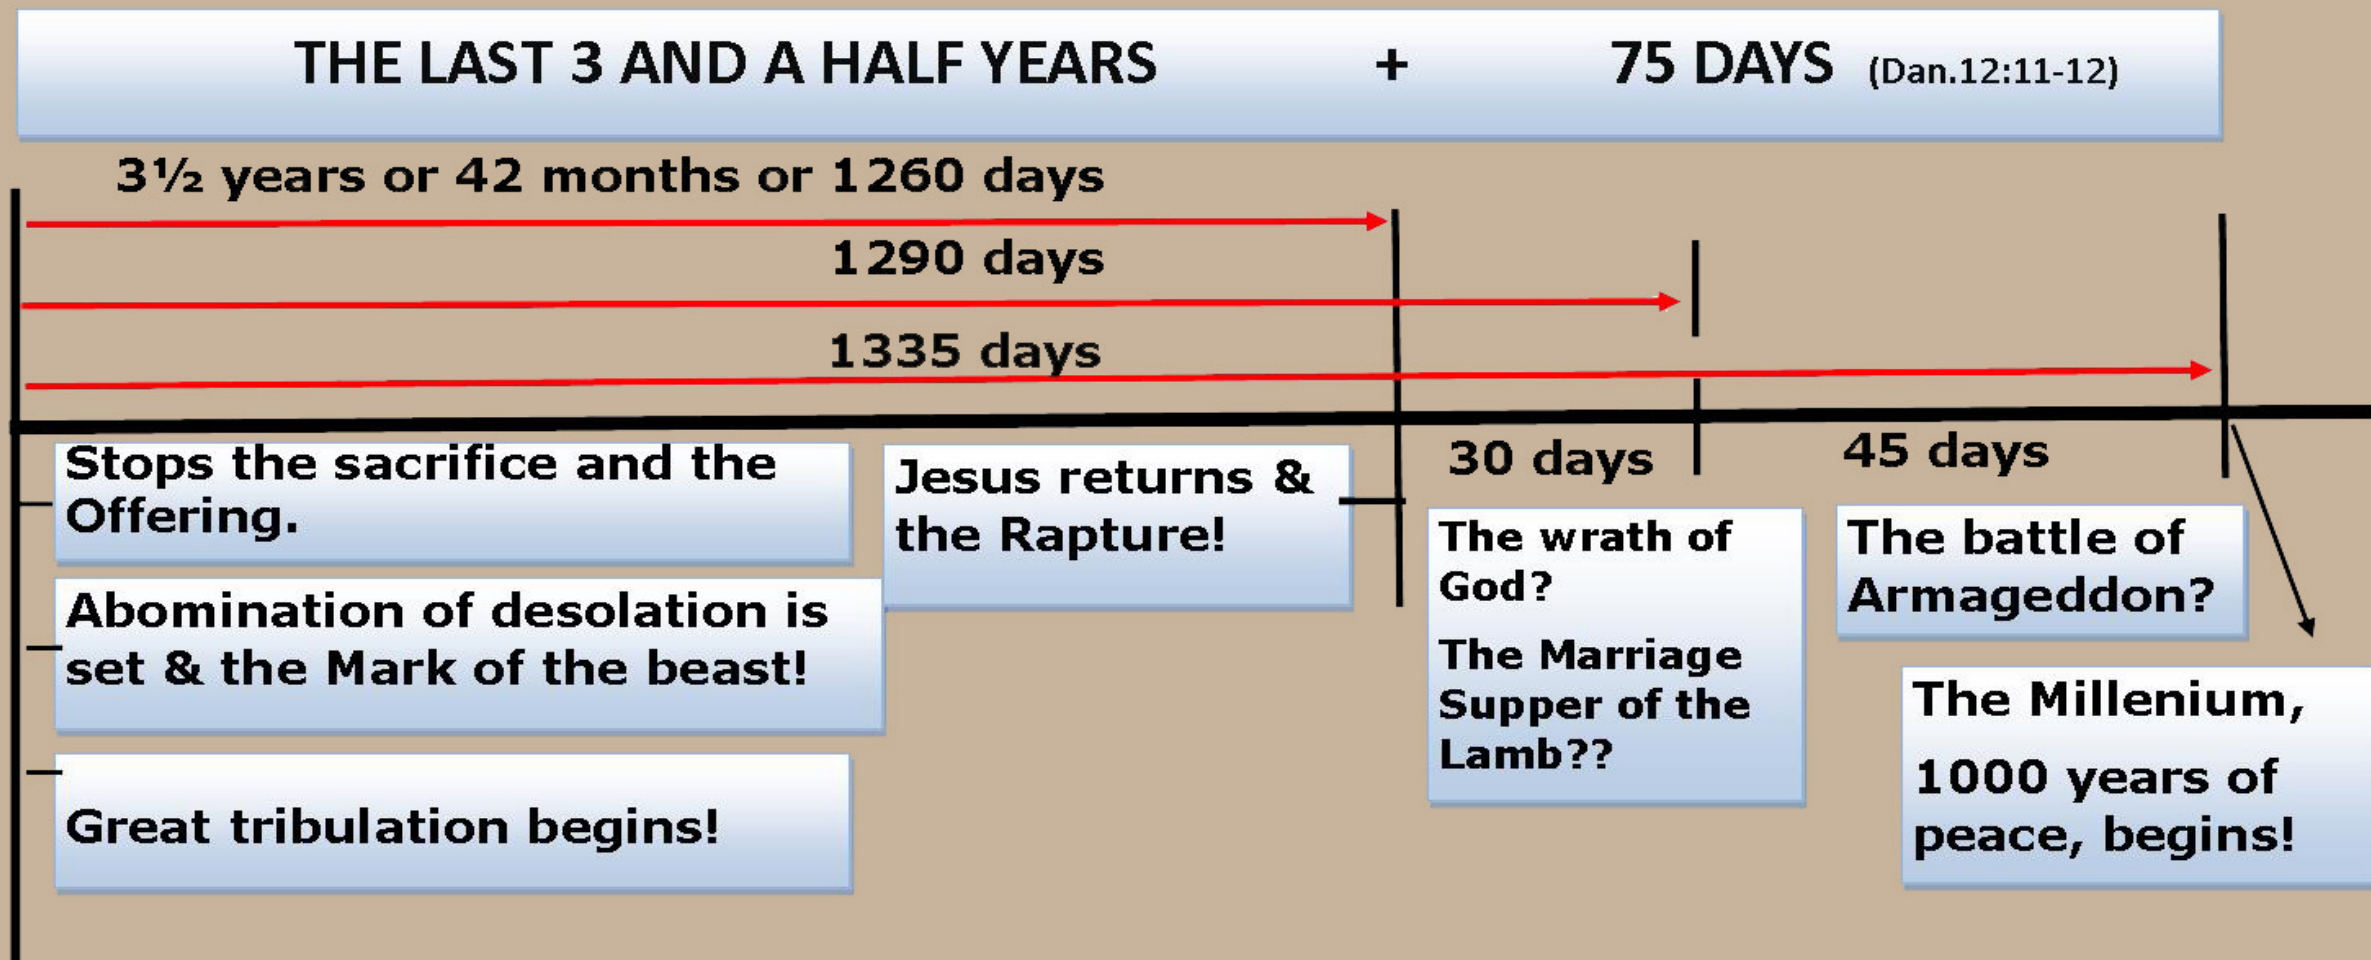 THE LAST 3 AND A HALF YEARS + 75 DAYS (Dan.12:11-12)
3½ years or 42 months or 1260 days
1290 days
1335 days
Stops the sacrifice and the
Offering.
Abomination of desolation is
set & the Mark of the beast!
Great tribulation begins!
Jesus returns &
the Rapture!
30 days
The wrath of
God?
The Marriage
Supper of the
Lamb??
45 days
The battle of
Armageddon?
The Millenium,
1000 years of
peace, begins!